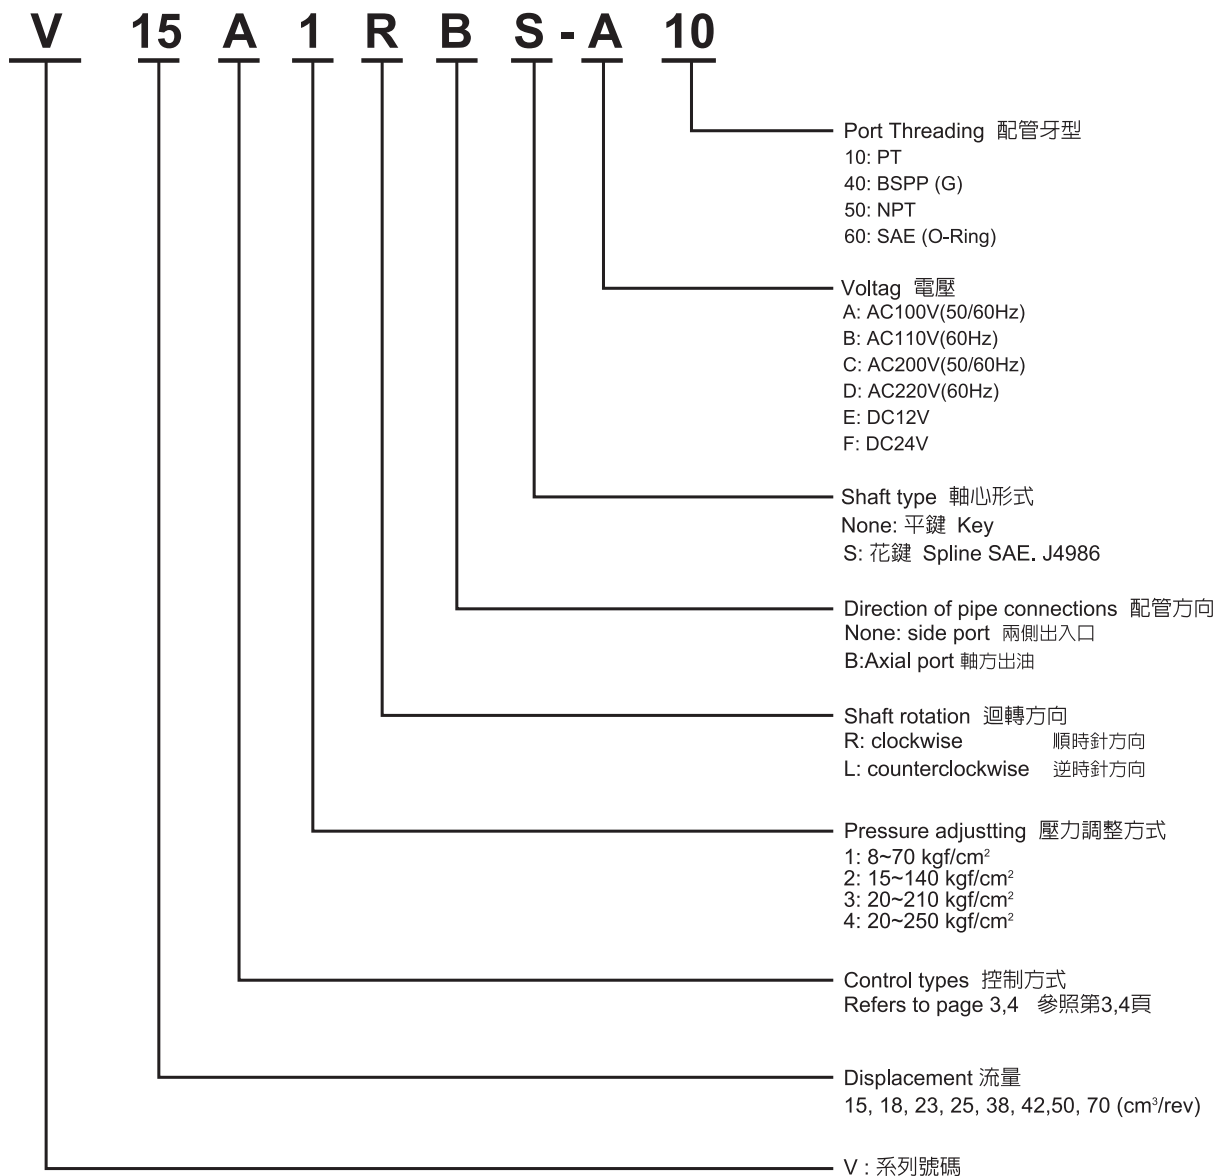 V 15 A 1 R B S - A 10
Port Threading 配管牙型
10: PT
40: BSPP (G)
50: NPT
60: SAE (O-Ring)
Voltag 電壓
A: AC100V(50/60Hz)
B: AC110V(60Hz)
C: AC200V(50/60Hz)
D: AC220V(60Hz)
E: DC12V
F: DC24V
Shaft type 軸心形式
None: 平鍵 Key
S: 花鍵 Spline SAE. J4986
Direction of pipe connections 配管方向
None: side port 兩側出入口
B:Axial port 軸方出油
Shaft rotation 迴轉方向
R: clockwise 順時針方向
L: counterclockwise 逆時針方向
Pressure adjustting 壓力調整方式
1: 8~70 kgf/cm²
2: 15~140 kgf/cm²
3: 20~210 kgf/cm²
4: 20~250 kgf/cm²
Control types 控制方式
Refers to page 3,4 參照第3,4頁
Displacement 流量
15, 18, 23, 25, 38, 42,50, 70 (cm³/rev)
V : 系列號碼